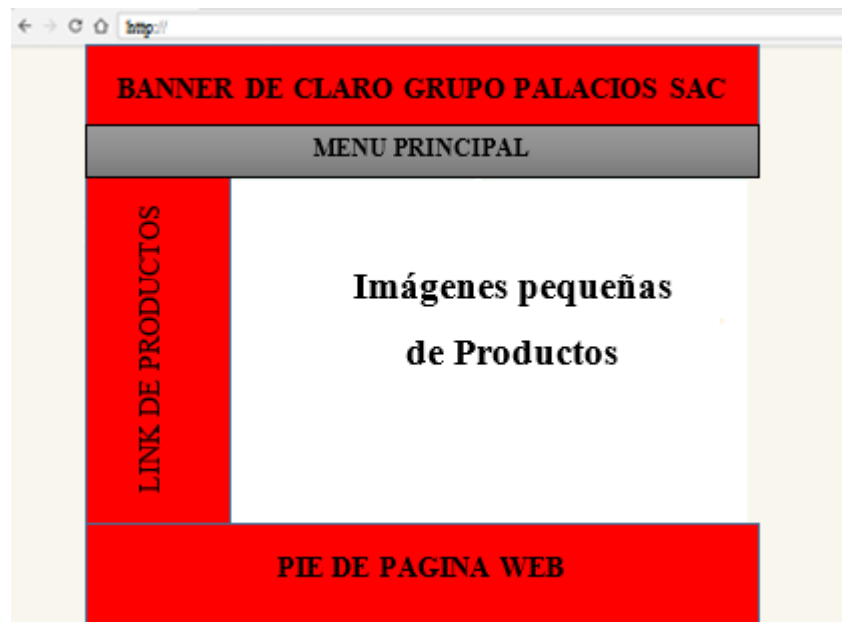 http://
BANNER DE CLARO GRUPO PALACIOS SAC
MENU PRINCIPAL
LINK DE PRODUCTOS
Imágenes pequeñas
de Productos
PIE DE PAGINA WEB